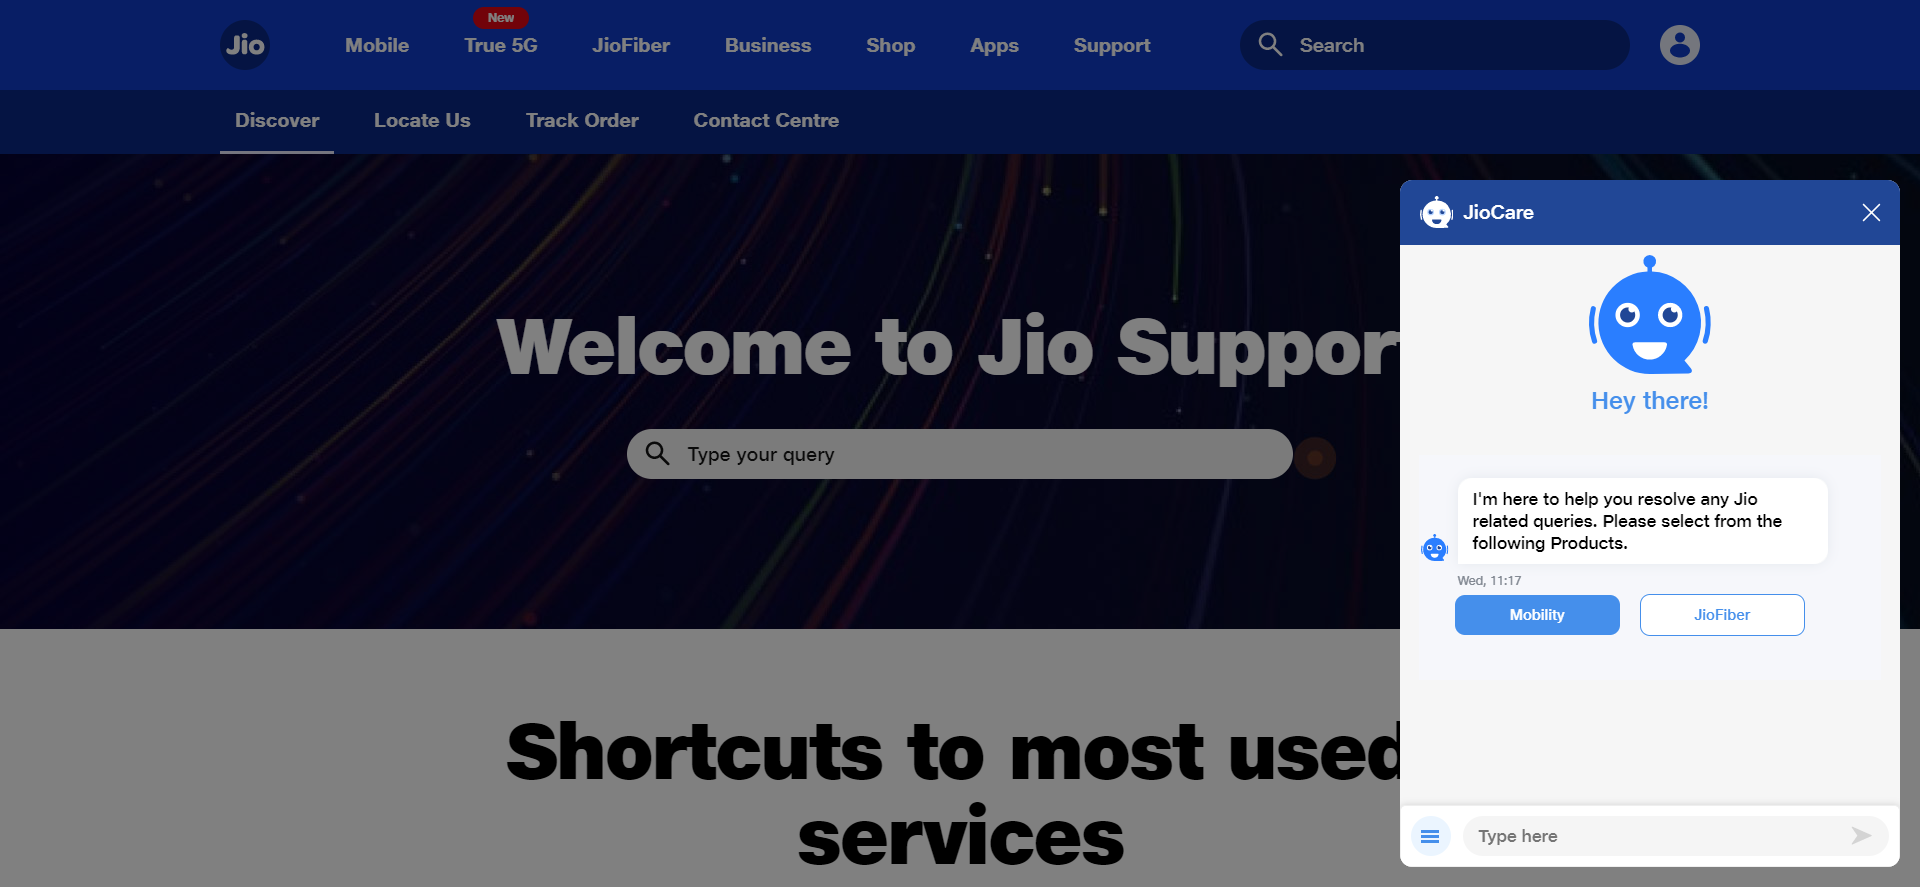 New
Jio Mobile True 5G JioFiber Business Shop Apps Support Search
Discover Locate Us Track Order Contact Centre
Welcome to Jio Suppor
Type your query
Shortcuts to most used
services
JioCare
Hey there!
I'm here to help you resolve any Jio
related queries. Please select from the
following Products.
Wed, 11:17
Mobility JioFiber
Type here